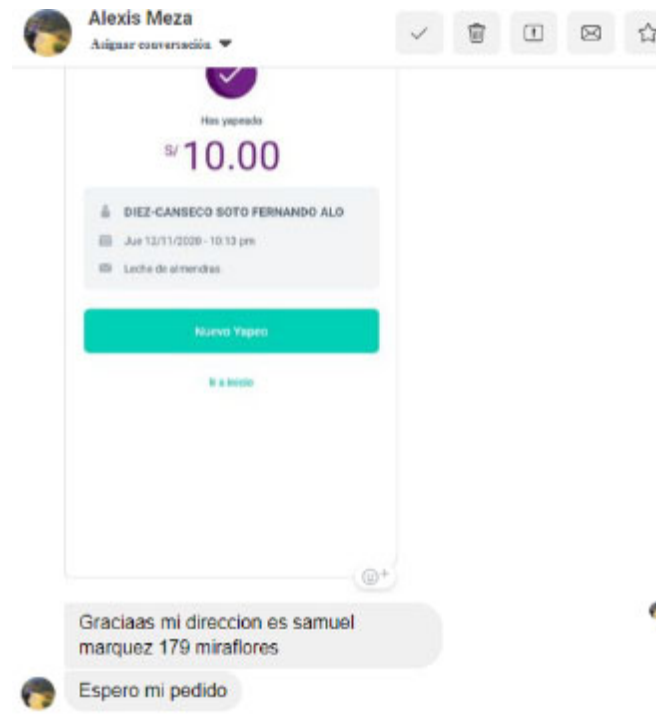 Alexis Meza
Asignar conversación
Has yapeado
S/ 10.00
DIEZ-CANSECO SOTO FERNANDO ALO
Jue 12/11/2020 - 10:13 pm
Leche de almendras
Nuevo Yapeo
Ir a Inicio
Graciaas mi direccion es samuel
marquez 179 miraflores
Espero mi pedido